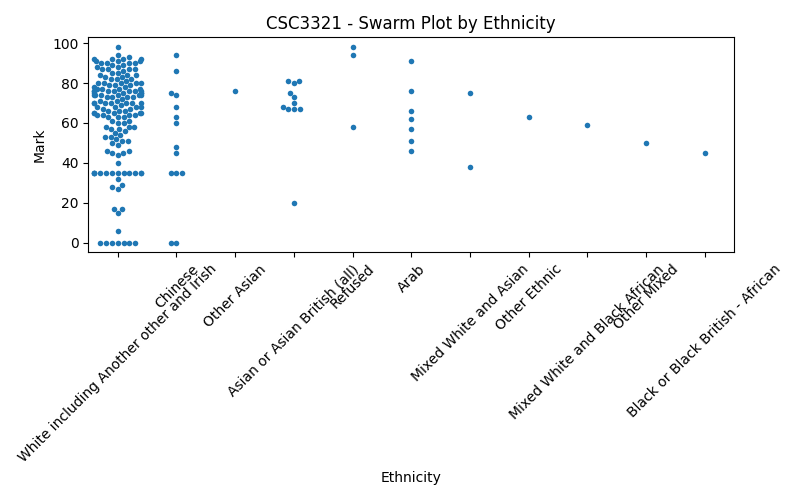 CSC3321 - Swarm Plot by Ethnicity
Mark
100
80
60
40
20
0
White including Another other and Irish
Chinese
Other Asian
Asian or Asian British (all)
Refused
Arab
Mixed White and Asian
Other Ethnic
Mixed White and Black African
Other Mixed
Black or Black British - African
Ethnicity